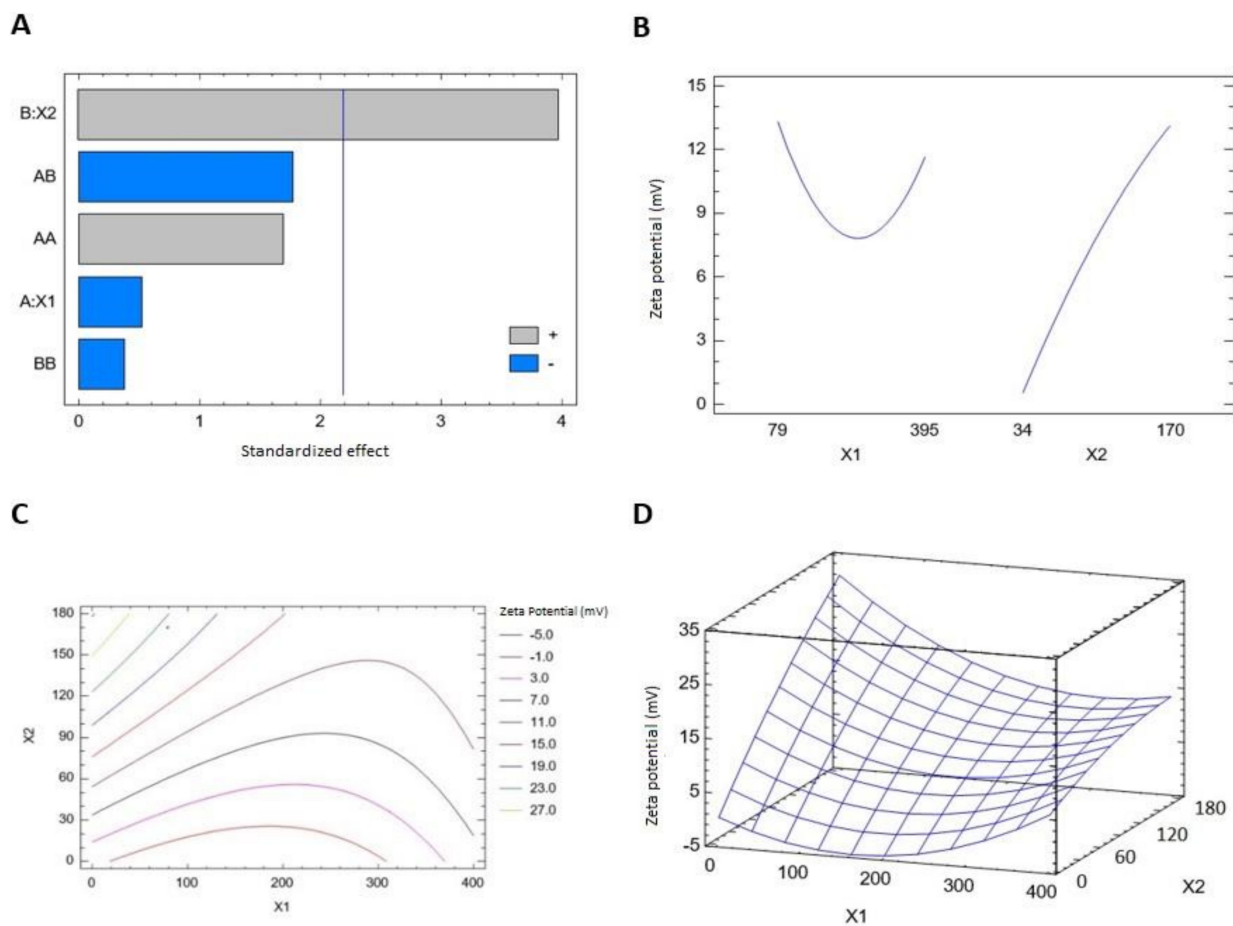 A
B:X2
AB
AA
A:X1
BB
+
-
0 1 2 3 4
Standardized effect
B
Zeta potential (mV)
15
12
9
6
3
0
79 395 34 170
X1 X2
C
X2
180
150
120
90
60
30
0
0 100 200 300 400
X1
Zeta Potential (mV)
-5.0
-1.0
3.0
7.0
11.0
15.0
19.0
23.0
27.0
D
Zeta potential (mV)
35
25
15
5
-5
0 100 200 300 400
X1
0 60 120 180
X2